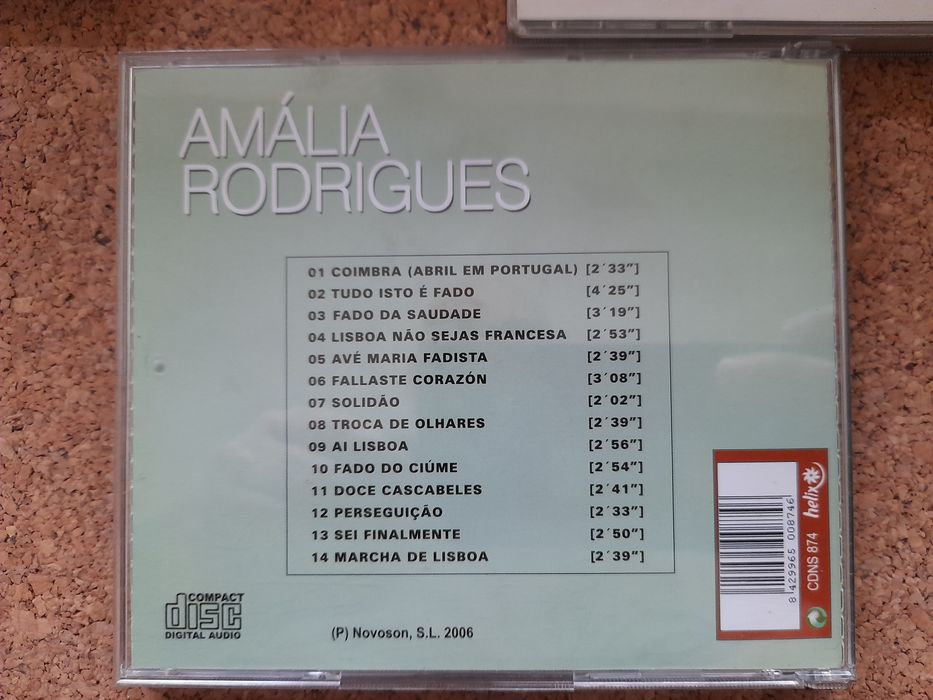 AMÁLIA
RODRIGUES
01 COIMBRA (ABRIL EM PORTUGAL) [2´33”]
02 TUDO ISTO É FADO [4´25”]
03 FADO DA SAUDADE [3´19”]
04 LISBOA NÃO SEJAS FRANCESA [2´53”]
05 AVÉ MARIA FADISTA [2´39”]
06 FALLASTE CORAZÓN [3´08”]
07 SOLIDÃO [2´02”]
08 TROCA DE OLHARES [2´39”]
09 AI LISBOA [2´56”]
10 FADO DO CIÚME [2´54”]
11 DOCE CASCABELES [2´41”]
12 PERSEGUIÇÃO [2´33”]
13 SEI FINALMENTE [2´50”]
14 MARCHA DE LISBOA [2´39”]
COMPACT
disc
DIGITAL AUDIO
(P) Novoson, S.L. 2006
8 429965 008746
CDNS 874
helix